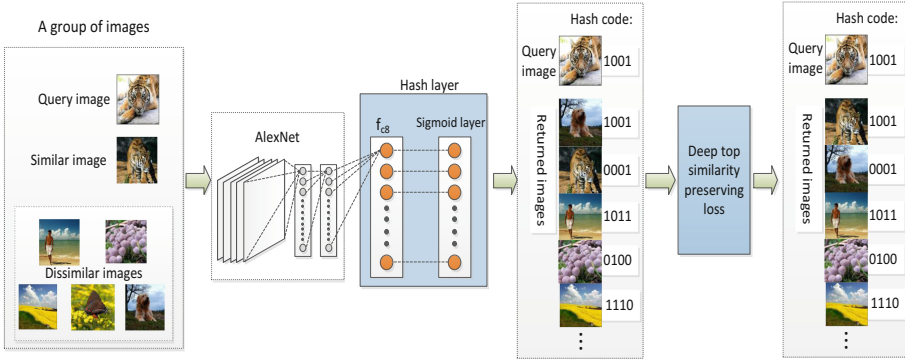 A group of images
Query image
Similar image
Dissimilar images
AlexNet
Hash layer
fc8
Sigmoid layer
Hash code:
Query
image
1001
Returned images
1001
0001
1011
0100
1110
Deep top
similarity
preserving
loss
Hash code:
Query
image
1001
Returned images
1001
0001
1011
0100
1110